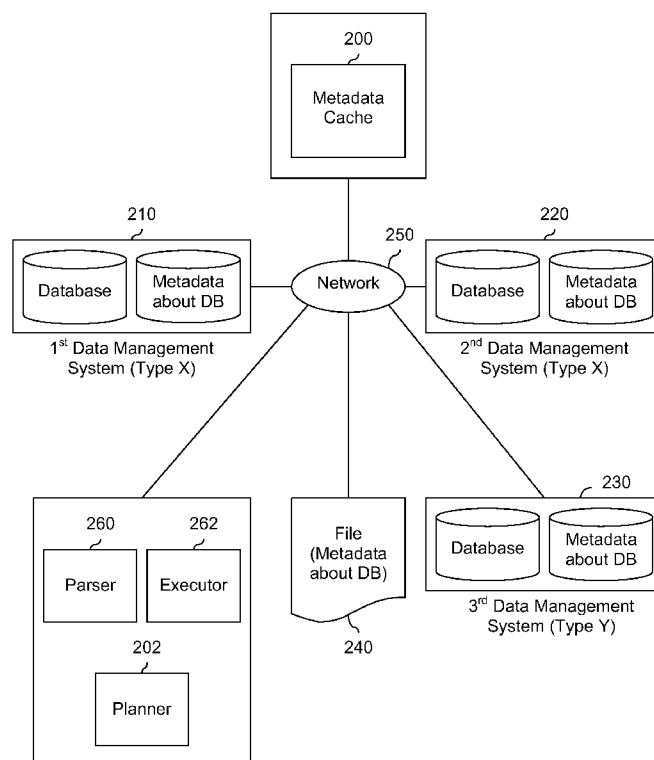 200
Metadata
Cache
210
Database
Metadata
about DB
1st Data Management
System (Type X)
250
Network
220
Database
Metadata
about DB
2nd Data Management
System (Type X)
260
Parser
262
Executor
202
Planner
File
(Metadata
about DB)
240
230
Database
Metadata
about DB
3rd Data Management
System (Type Y)